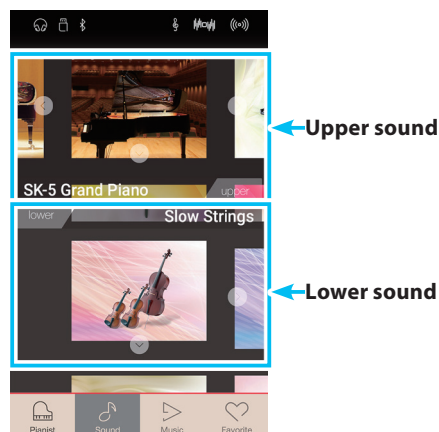 Upper sound
SK-5 Grand Piano
upper
lower
Slow Strings
Lower sound
Pianist
Sound
Music
Favorite